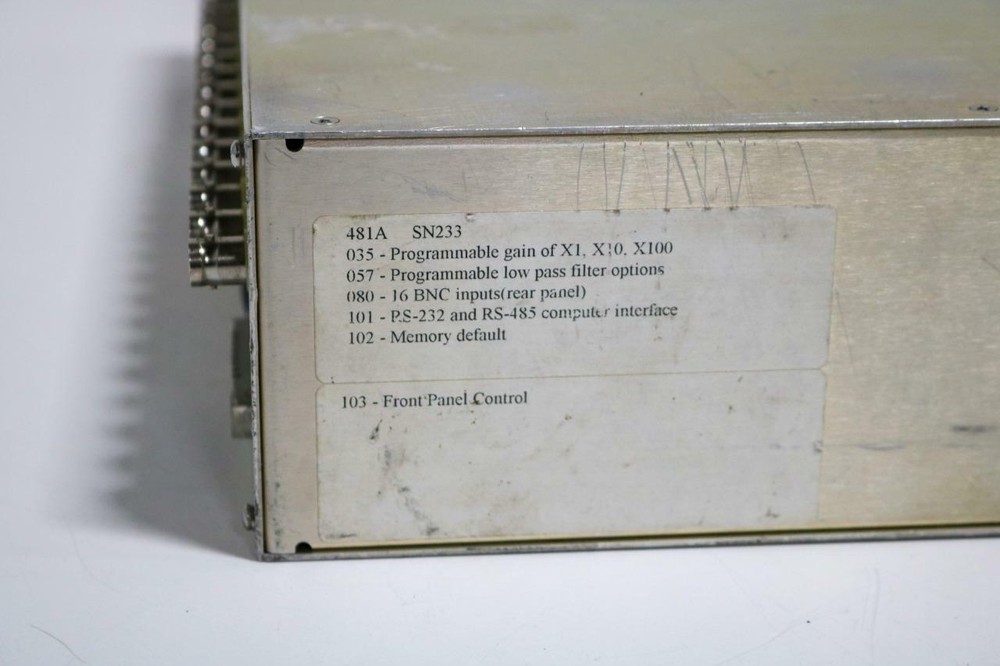 481A SN233
035 - Programmable gain of X1, X10, X100
057 - Programmable low pass filter options
080 - 16 BNC inputs(rear panel)
101 - RS-232 and RS-485 computer interface
102 - Memory default
103 - Front Panel Control